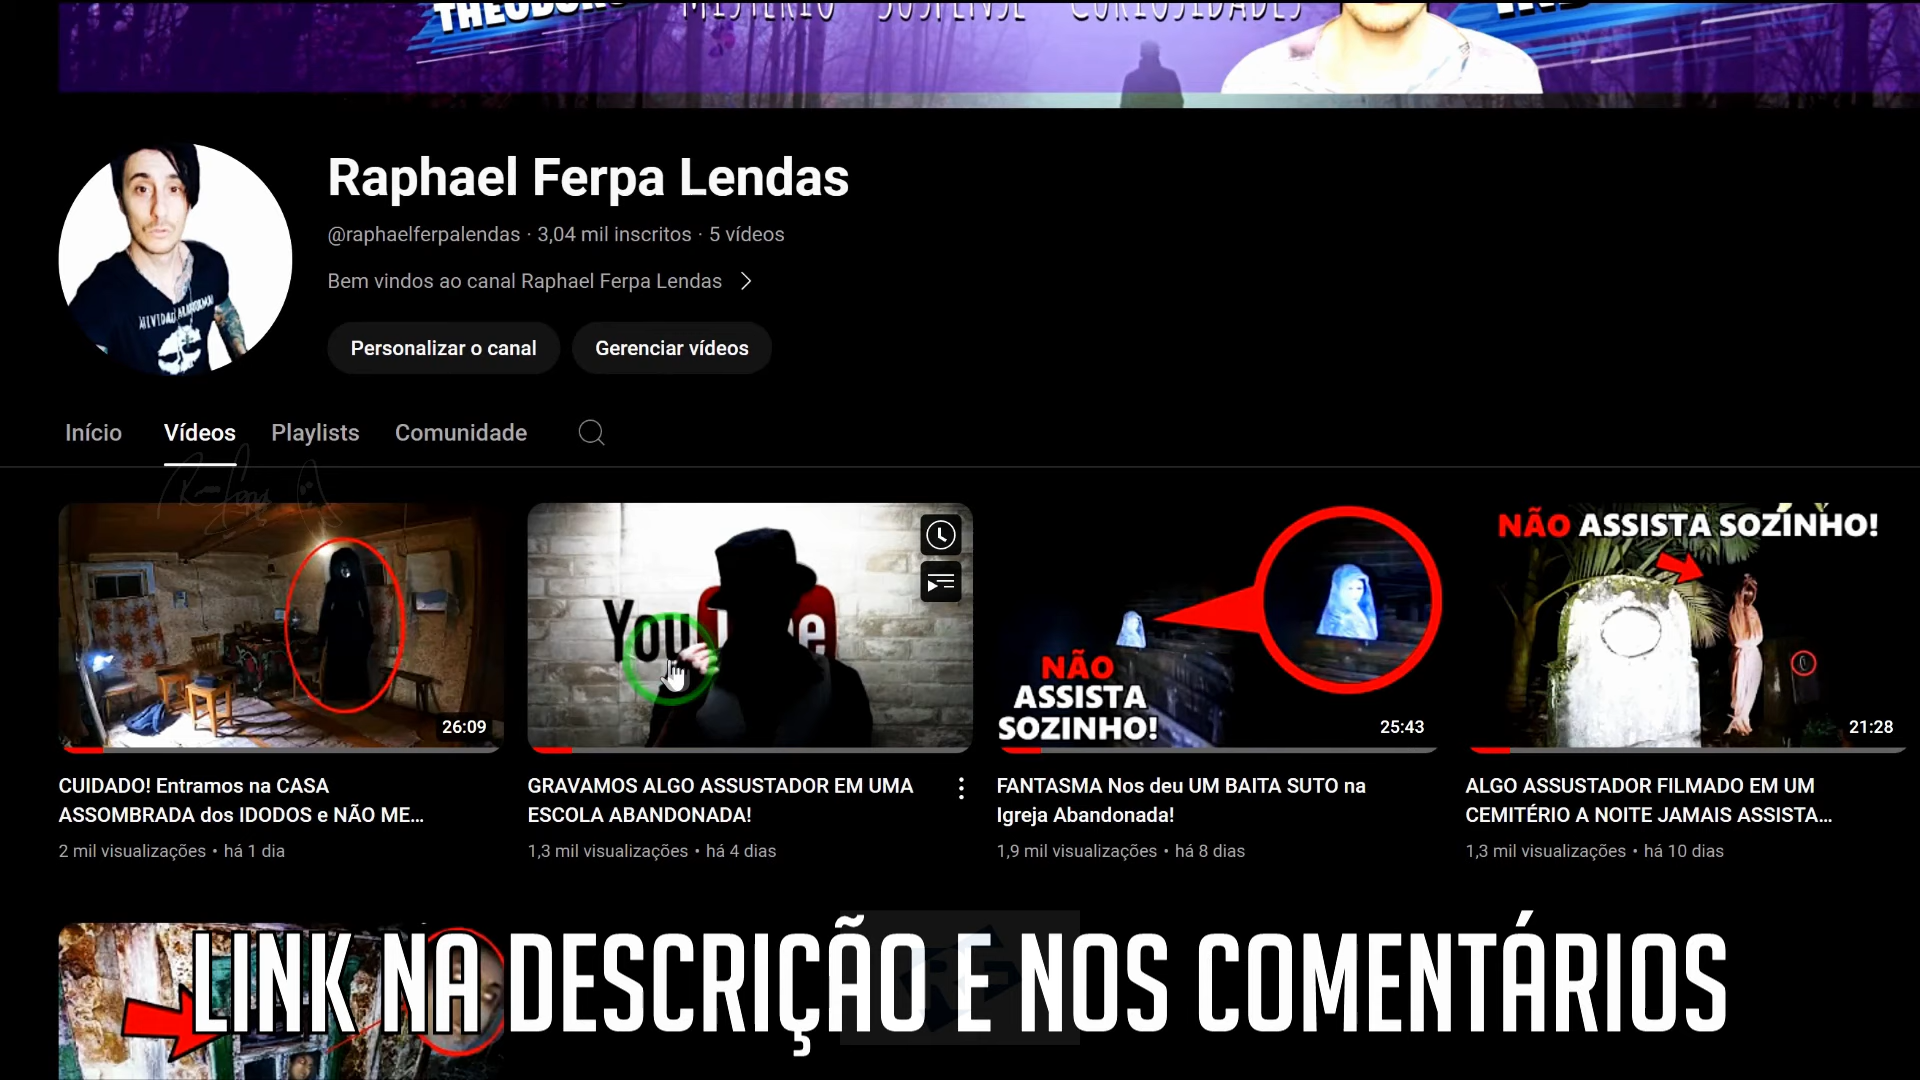 MISTÉRIO SUSPENSE CURIOSIDADES
Raphael Ferpa Lendas
@raphaelferpalendas · 3,04 mil inscritos · 5 vídeos
Bem vindos ao canal Raphael Ferpa Lendas
Personalizar o canal
Gerenciar vídeos
Início Vídeos Playlists Comunidade
NÃO ASSISTA SOZINHO!
YouTube
NÃO
ASSISTA
SOZINHO!
26:09
25:43
21:28
CUIDADO! Entramos na CASA
ASSOMBRADA dos IDODOS e NÃO ME...
2 mil visualizações • há 1 dia
GRAVAMOS ALGO ASSUSTADOR EM UMA
ESCOLA ABANDONADA!
1,3 mil visualizações • há 4 dias
FANTASMA Nos deu UM BAITA SUTO na
Igreja Abandonada!
1,9 mil visualizações • há 8 dias
ALGO ASSUSTADOR FILMADO EM UM
CEMITÉRIO A NOITE JAMAIS ASSISTA...
1,3 mil visualizações • há 10 dias
LINK NA DESCRIÇÃO E NOS COMENTÁRIOS